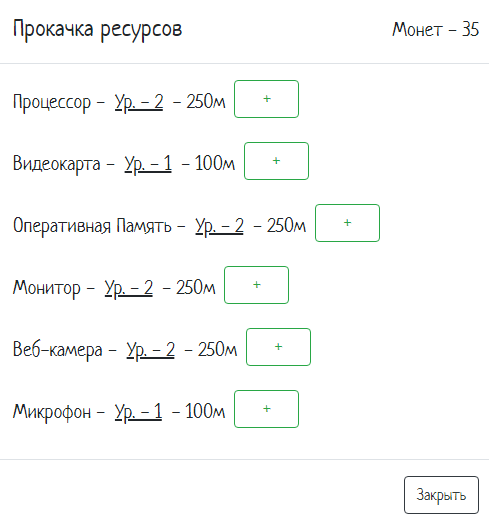 Прокачка ресурсов Монет - 35
Процессор - Ур. - 2 - 250м +
Видеокарта - Ур. - 1 - 100м +
Оперативная Память - Ур. - 2 - 250м +
Монитор - Ур. - 2 - 250м +
Веб-камера - Ур. - 2 - 250м +
Микрофон - Ур. - 1 - 100м +
Закрыть